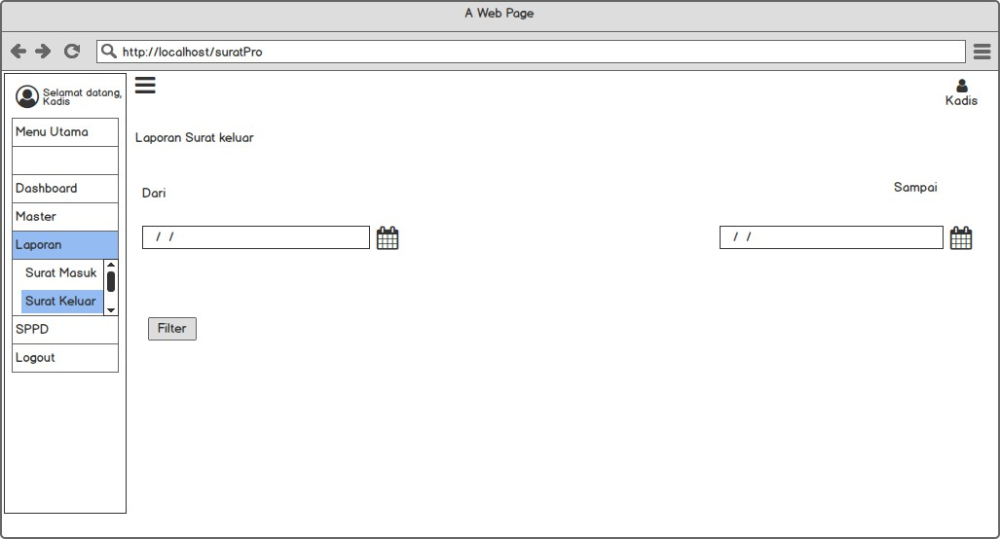 A Web Page
http://localhost/suratPro
Selamat datang,
Kadis
Kadis
Menu Utama
Dashboard
Master
Laporan
Surat Masuk
Surat Keluar
SPPD
Logout
Laporan Surat keluar
Dari
Sampai
/ /
/ /
Filter